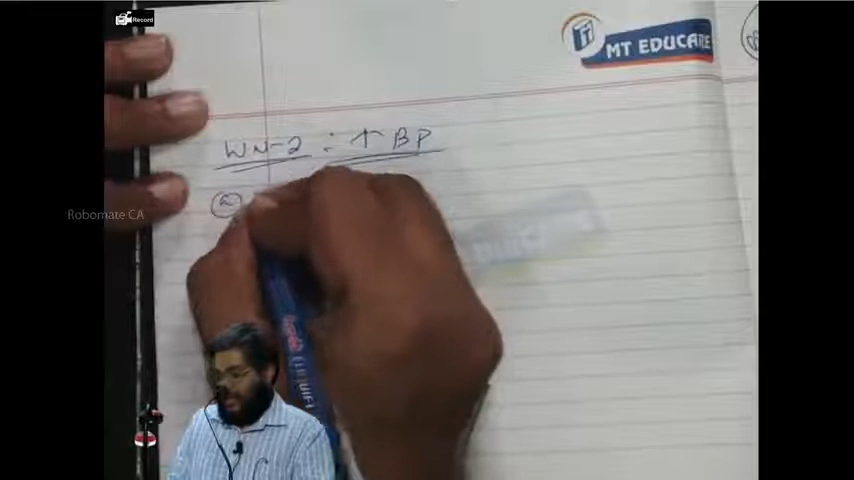 Record
MT EDUCARE
WN-2 : ↑ BP
Robomate CA
a